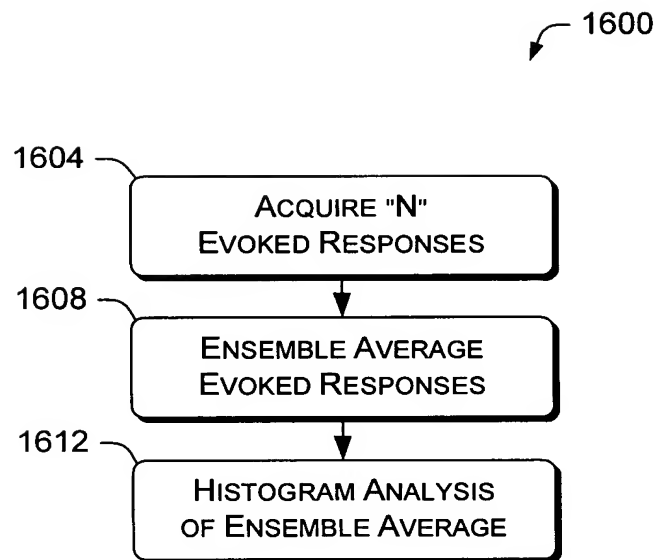 1600
1604
ACQUIRE "N"
EVOKED RESPONSES
1608
ENSEMBLE AVERAGE
EVOKED RESPONSES
1612
HISTOGRAM ANALYSIS
OF ENSEMBLE AVERAGE